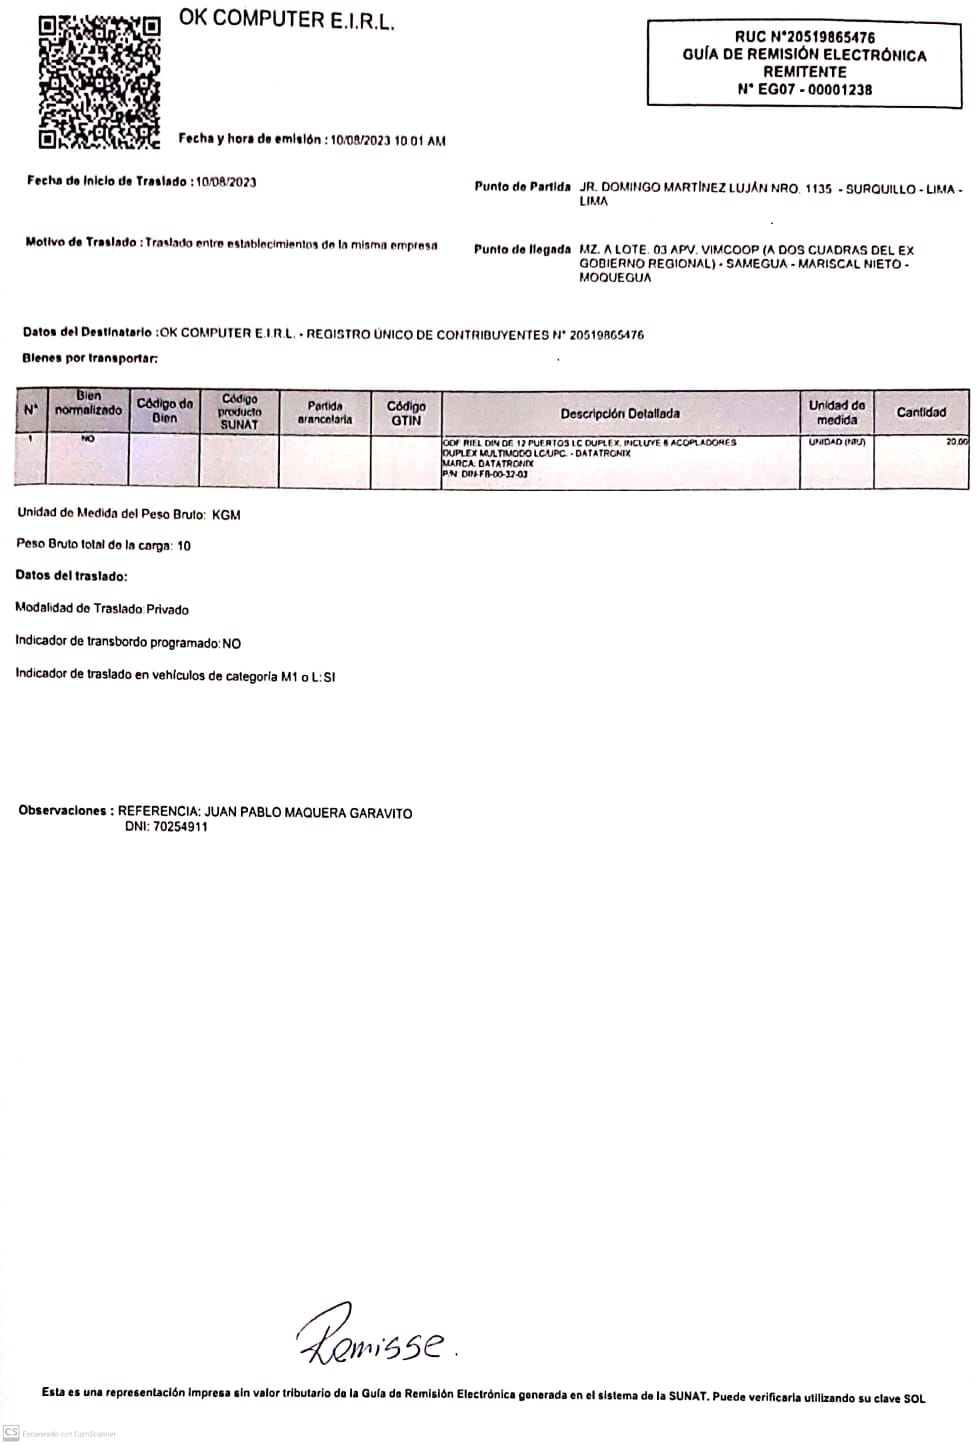 OK COMPUTER E.I.R.L.
RUC N°20519865476
GUÍA DE REMISIÓN ELECTRÓNICA
REMITENTE
N° EG07 - 00001238
Fecha y hora de emisión : 10/08/2023 10:01 AM
Fecha de Inicio de Traslado : 10/08/2023
Punto de Partida JR. DOMINGO MARTÍNEZ LUJÁN NRO. 1135 - SURQUILLO - LIMA -
LIMA
Motivo de Traslado : Traslado entre establecimientos de la misma empresa
Punto de llegada MZ. A LOTE. 03 APV. VIMCOOP (A DOS CUADRAS DEL EX
GOBIERNO REGIONAL) - SAMEGUA - MARISCAL NIETO -
MOQUEGUA
Datos del Destinatario :OK COMPUTER E.I.R.L. - REGISTRO ÚNICO DE CONTRIBUYENTES N° 20519865476
Bienes por transportar:
N° Bien normalizado Código de Bien Código producto SUNAT Partida arancelaria Código GTIN Descripción Detallada Unidad de medida Cantidad
1 NO ODF RIEL DIN DE 12 PUERTOS LC DUPLEX, INCLUYE 6 ACOPLADORES UNIDAD (NIU) 20.00
DUPLEX MULTIMODO LC/UPC. - DATATRONIX
MARCA: DATATRONIX
P/N: DIN-FB-00-32-03
Unidad de Medida del Peso Bruto: KGM
Peso Bruto total de la carga: 10
Datos del traslado:
Modalidad de Traslado: Privado
Indicador de transbordo programado: NO
Indicador de traslado en vehículos de categoría M1 o L: SI
Observaciones : REFERENCIA: JUAN PABLO MAQUERA GARAVITO
DNI: 70254911
Remisse.
Esta es una representación impresa sin valor tributario de la Guía de Remisión Electrónica generada en el sistema de la SUNAT. Puede verificarla utilizando su clave SOL
CS Escaneado con CamScanner